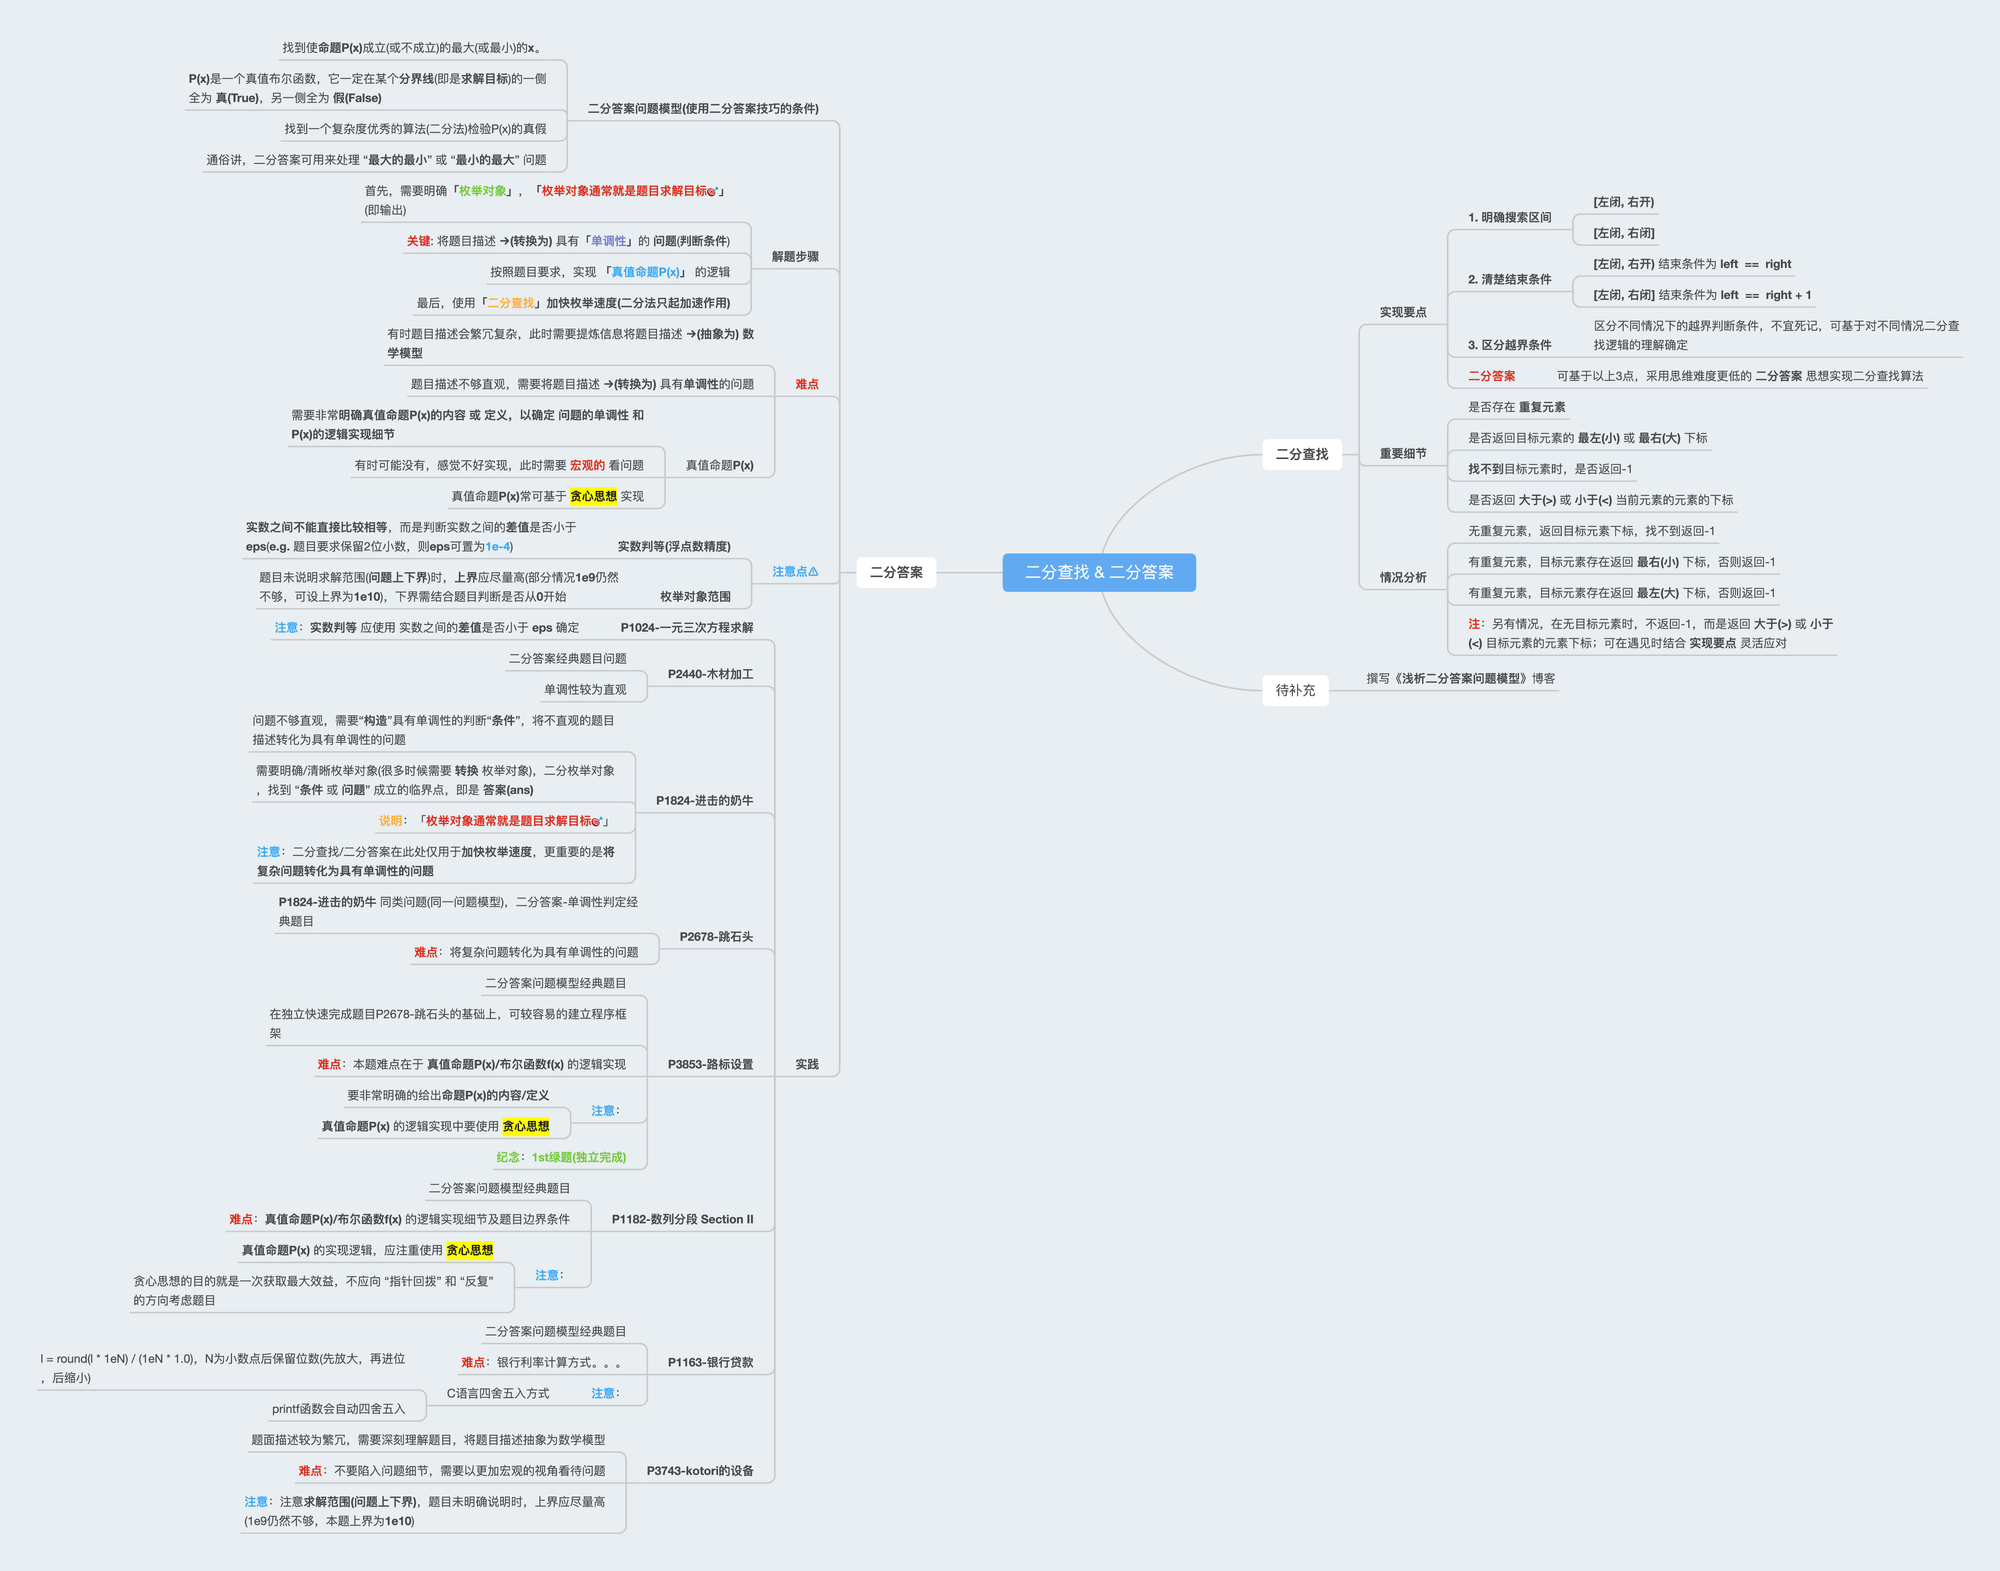 二分查找 & 二分答案
二分查找
实现要点
1. 明确搜索区间
[左闭, 右开)
[左闭, 右闭]
2. 清楚结束条件
[左闭, 右开) 结束条件为 left == right
[左闭, 右闭] 结束条件为 left == right + 1
3. 区分越界条件
区分不同情况下的越界判断条件，不宜死记，可基于对不同情况二分查
找逻辑的理解确定
二分答案
可基于以上3点，采用思维难度更低的 二分答案 思想实现二分查找算法
重要细节
是否存在 重复元素
是否返回目标元素的 最左(小) 或 最右(大) 下标
找不到目标元素时，是否返回-1
是否返回 大于(>) 或 小于(<) 当前元素的元素的下标
情况分析
无重复元素，返回目标元素下标，找不到返回-1
有重复元素，目标元素存在返回 最右(小) 下标，否则返回-1
有重复元素，目标元素存在返回 最左(大) 下标，否则返回-1
注：另有情况，在无目标元素时，不返回-1，而是返回 大于(>) 或 小于
(<) 目标元素的元素下标；可在遇见时结合 实现要点 灵活应对
待补充
撰写《浅析二分答案问题模型》博客
二分答案
二分答案问题模型(使用二分答案技巧的条件)
找到使命题P(x)成立(或不成立)的最大(或最小)的x。
P(x)是一个真值布尔函数，它一定在某个分界线(即是求解目标)的一侧
全为 真(True)，另一侧全为 假(False)
找到一个复杂度优秀的算法(二分法)检验P(x)的真假
通俗讲，二分答案可用来处理 “最大的最小” 或 “最小的最大” 问题
解题步骤
首先，需要明确「枚举对象」，「枚举对象通常就是题目求解目标🎯」
(即输出)
关键: 将题目描述 →(转换为) 具有「单调性」的 问题(判断条件)
按照题目要求，实现 「真值命题P(x)」 的逻辑
最后，使用「二分查找」加快枚举速度(二分法只起加速作用)
难点
有时题目描述会繁冗复杂，此时需要提炼信息将题目描述 →(抽象为) 数
学模型
题目描述不够直观，需要将题目描述 →(转换为) 具有单调性的问题
真值命题P(x)
需要非常明确真值命题P(x)的内容 或 定义，以确定 问题的单调性 和
P(x)的逻辑实现细节
有时可能没有，感觉不好实现，此时需要 宏观的 看问题
真值命题P(x)常可基于 贪心思想 实现
注意点⚠
实数判等(浮点数精度)
实数之间不能直接比较相等，而是判断实数之间的差值是否小于
eps(e.g. 题目要求保留2位小数，则eps可置为1e-4)
枚举对象范围
题目未说明求解范围(问题上下界)时，上界应尽量高(部分情况1e9仍然
不够，可设上界为1e10)，下界需结合题目判断是否从0开始
实践
P1024-一元三次方程求解
注意：实数判等 应使用 实数之间的差值是否小于 eps 确定
P2440-木材加工
二分答案经典题目问题
单调性较为直观
P1824-进击的奶牛
问题不够直观，需要“构造”具有单调性的判断“条件”，将不直观的题目
描述转化为具有单调性的问题
需要明确/清晰枚举对象(很多时候需要 转换 枚举对象)，二分枚举对象
，找到 “条件 或 问题” 成立的临界点，即是 答案(ans)
说明：「枚举对象通常就是题目求解目标🎯」
注意：二分查找/二分答案在此处仅用于加快枚举速度，更重要的是将
复杂问题转化为具有单调性的问题
P2678-跳石头
P1824-进击的奶牛 同类问题(同一问题模型)，二分答案-单调性判定经
典题目
难点：将复杂问题转化为具有单调性的问题
P3853-路标设置
二分答案问题模型经典题目
在独立快速完成题目P2678-跳石头的基础上，可较容易的建立程序框
架
难点：本题难点在于 真值命题P(x)/布尔函数f(x) 的逻辑实现
注意：
要非常明确的给出命题P(x)的内容/定义
真值命题P(x) 的逻辑实现中要使用 贪心思想
纪念：1st绿题(独立完成)
P1182-数列分段 Section II
二分答案问题模型经典题目
难点：真值命题P(x)/布尔函数f(x) 的逻辑实现细节及题目边界条件
注意：
真值命题P(x) 的实现逻辑，应注重使用 贪心思想
贪心思想的目的就是一次获取最大效益，不应向 “指针回拨” 和 “反复”
的方向考虑题目
P1163-银行贷款
二分答案问题模型经典题目
难点：银行利率计算方式。。。
注意：
C语言四舍五入方式
l = round(l * 1eN) / (1eN * 1.0)，N为小数点后保留位数(先放大，再进位
，后缩小)
printf函数会自动四舍五入
P3743-kotori的设备
题面描述较为繁冗，需要深刻理解题目，将题目描述抽象为数学模型
难点：不要陷入问题细节，需要以更加宏观的视角看待问题
注意：注意求解范围(问题上下界)，题目未明确说明时，上界应尽量高
(1e9仍然不够，本题上界为1e10)